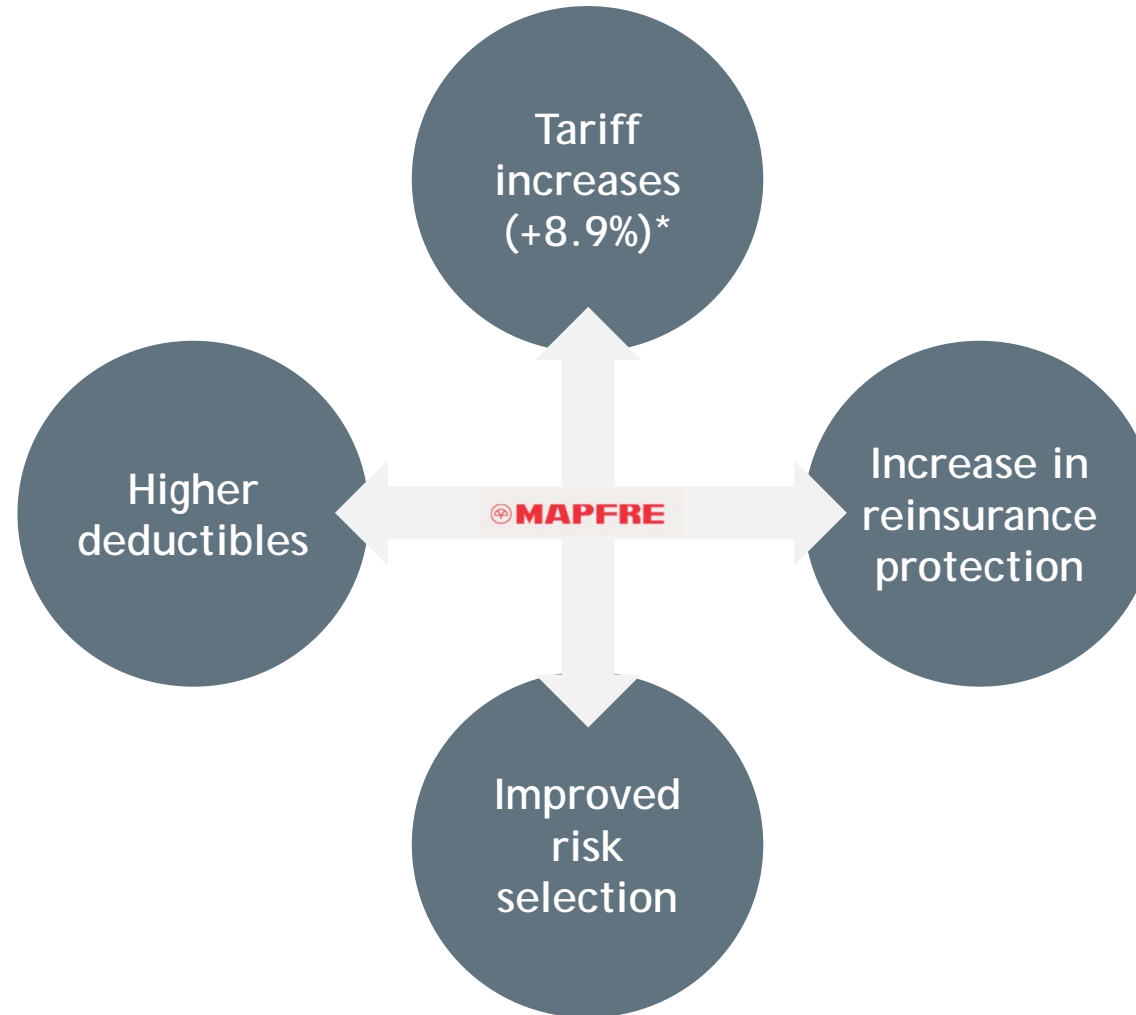 Tariff
increases
(+8.9%)*
Higher
deductibles
MAPFRE
Increase in
reinsurance
protection
Improved
risk
selection